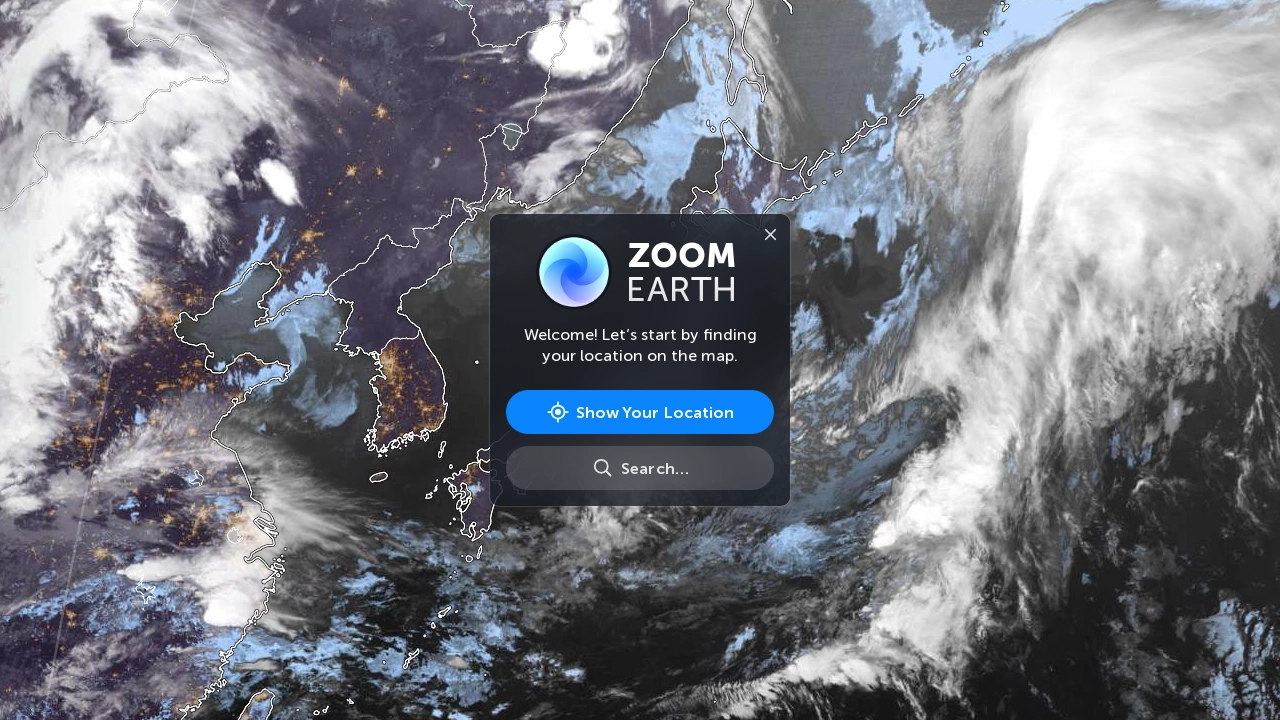 ZOOM
EARTH
Welcome! Let’s start by finding
your location on the map.
Show Your Location
Search…